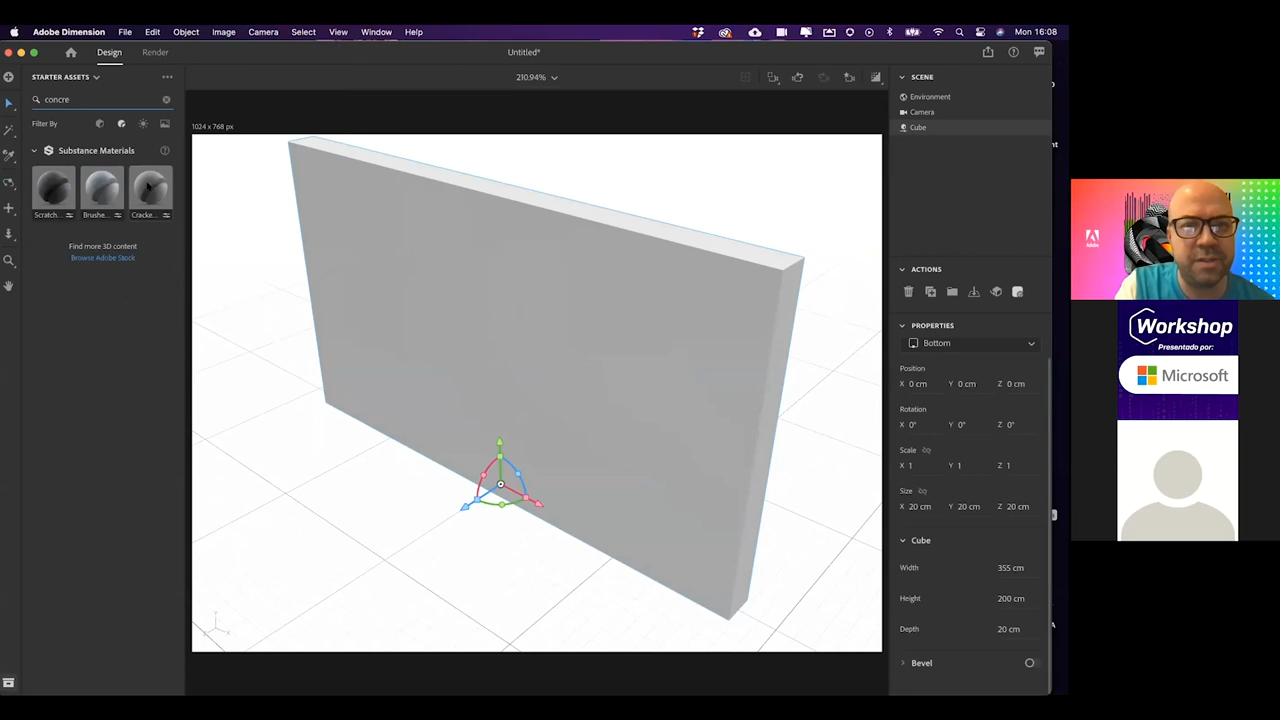 Adobe Dimension File Edit Object Image Camera Select View Window Help Mon 16:08
Design Render Untitled*
STARTER ASSETS
210.94%
SCENE
concre
Environment
Filter By
Camera
1024 x 768 px
Cube
Substance Materials
Scratch... Brushe... Cracke...
Find more 3D content
Browse Adobe Stock
ACTIONS
PROPERTIES
Bottom
Position
X 0 cm Y 0 cm Z 0 cm
Rotation
X 0° Y 0° Z 0°
Scale
X 1 Y 1 Z 1
Size
X 20 cm Y 20 cm Z 20 cm
Cube
Width 355 cm
Height 200 cm
Depth 20 cm
Bevel
Adobe
Workshop
Presentado por:
Microsoft